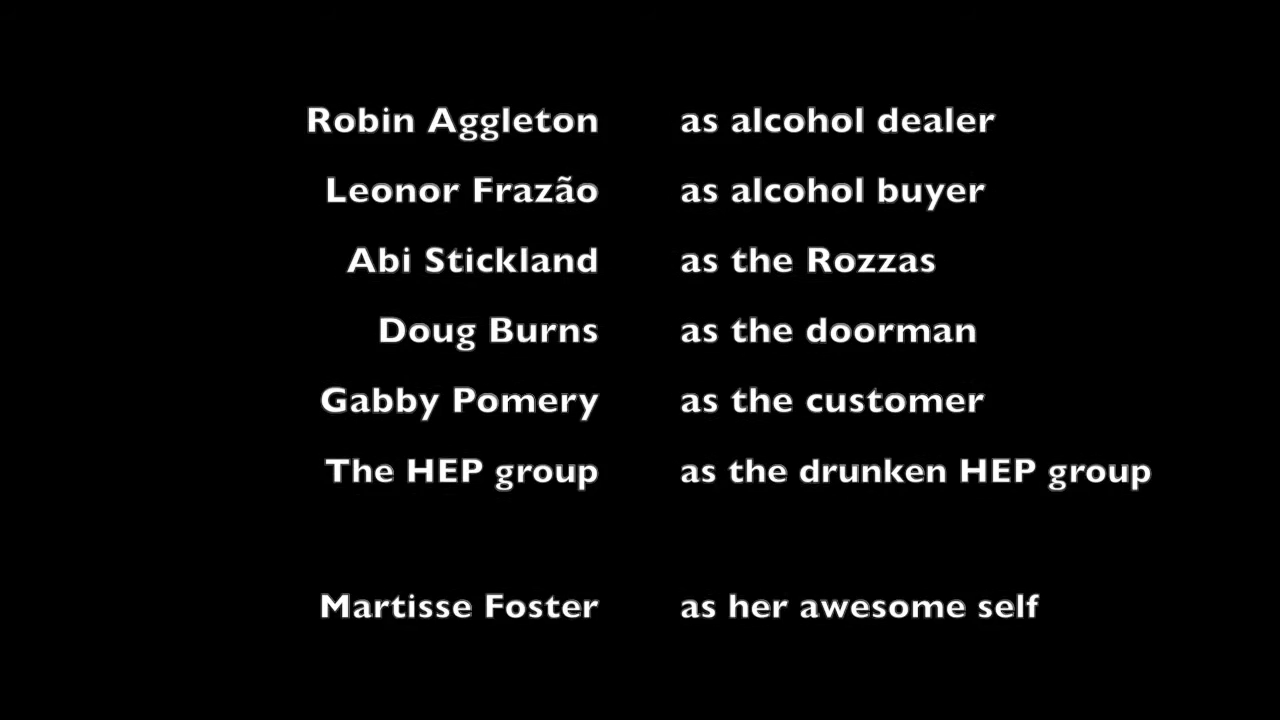 Robin Aggleton as alcohol dealer
Leonor Frazão as alcohol buyer
Abi Stickland as the Rozzas
Doug Burns as the doorman
Gabby Pomery as the customer
The HEP group as the drunken HEP group
Martisse Foster as her awesome self